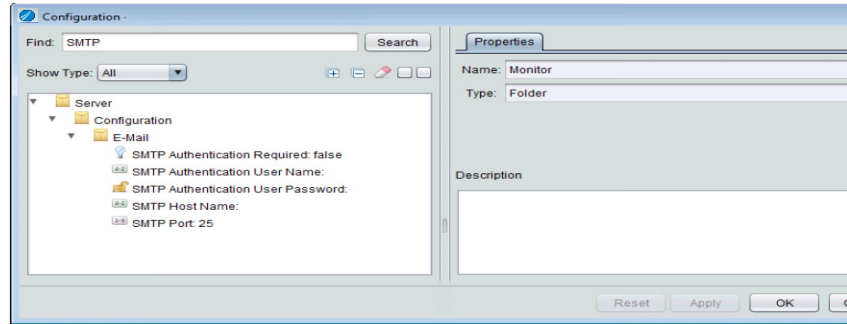 Configuration -
Find: SMTP Search
Show Type: All
Server
Configuration
E-Mail
SMTP Authentication Required: false
SMTP Authentication User Name:
SMTP Authentication User Password:
SMTP Host Name:
SMTP Port: 25
Properties
Name: Monitor
Type: Folder
Description
Reset Apply OK